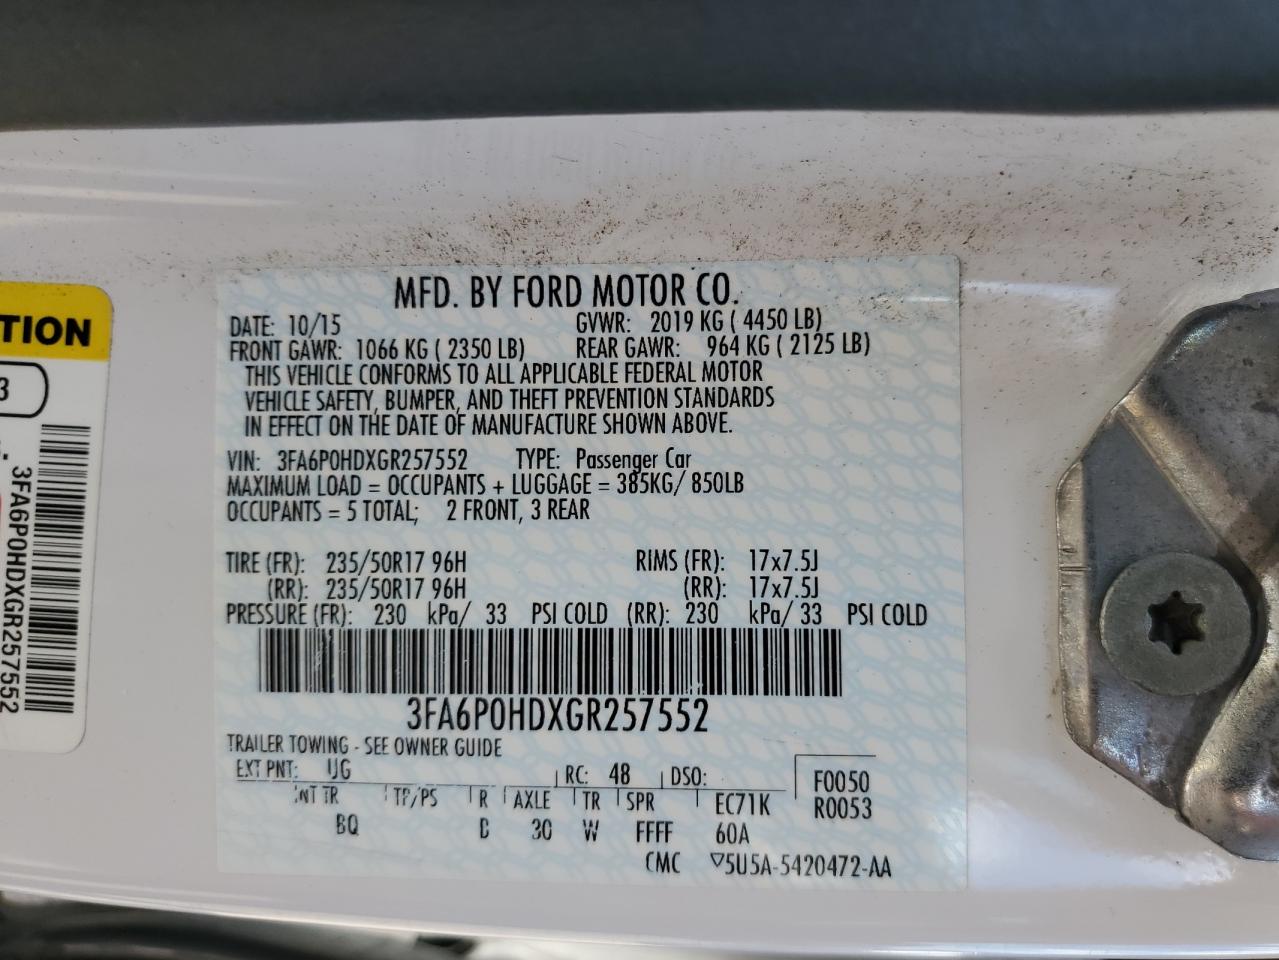 MFD. BY FORD MOTOR CO.
DATE: 10/15 GVWR: 2019 KG ( 4450 LB)
FRONT GAWR: 1066 KG ( 2350 LB) REAR GAWR: 964 KG ( 2125 LB)
THIS VEHICLE CONFORMS TO ALL APPLICABLE FEDERAL MOTOR
VEHICLE SAFETY, BUMPER, AND THEFT PREVENTION STANDARDS
IN EFFECT ON THE DATE OF MANUFACTURE SHOWN ABOVE.
VIN: 3FA6P0HDXGR257552 TYPE: Passenger Car
MAXIMUM LOAD = OCCUPANTS + LUGGAGE = 385KG/ 850LB
OCCUPANTS = 5 TOTAL; 2 FRONT, 3 REAR
TIRE (FR): 235/50R17 96H RIMS (FR): 17x7.5J
(RR): 235/50R17 96H (RR): 17x7.5J
PRESSURE (FR): 230 kPa/ 33 PSI COLD (RR): 230 kPa/ 33 PSI COLD
3FA6P0HDXGR257552
TRAILER TOWING - SEE OWNER GUIDE
EXT PNT: UG RC: 48 DSO: F0050
INT TR TP/PS R AXLE TR SPR EC71K R0053
BQ 30 W FFFF 60A
CMC ▽5U5A-5420472-AA
TION
3
3FA6P0HDXGR257552